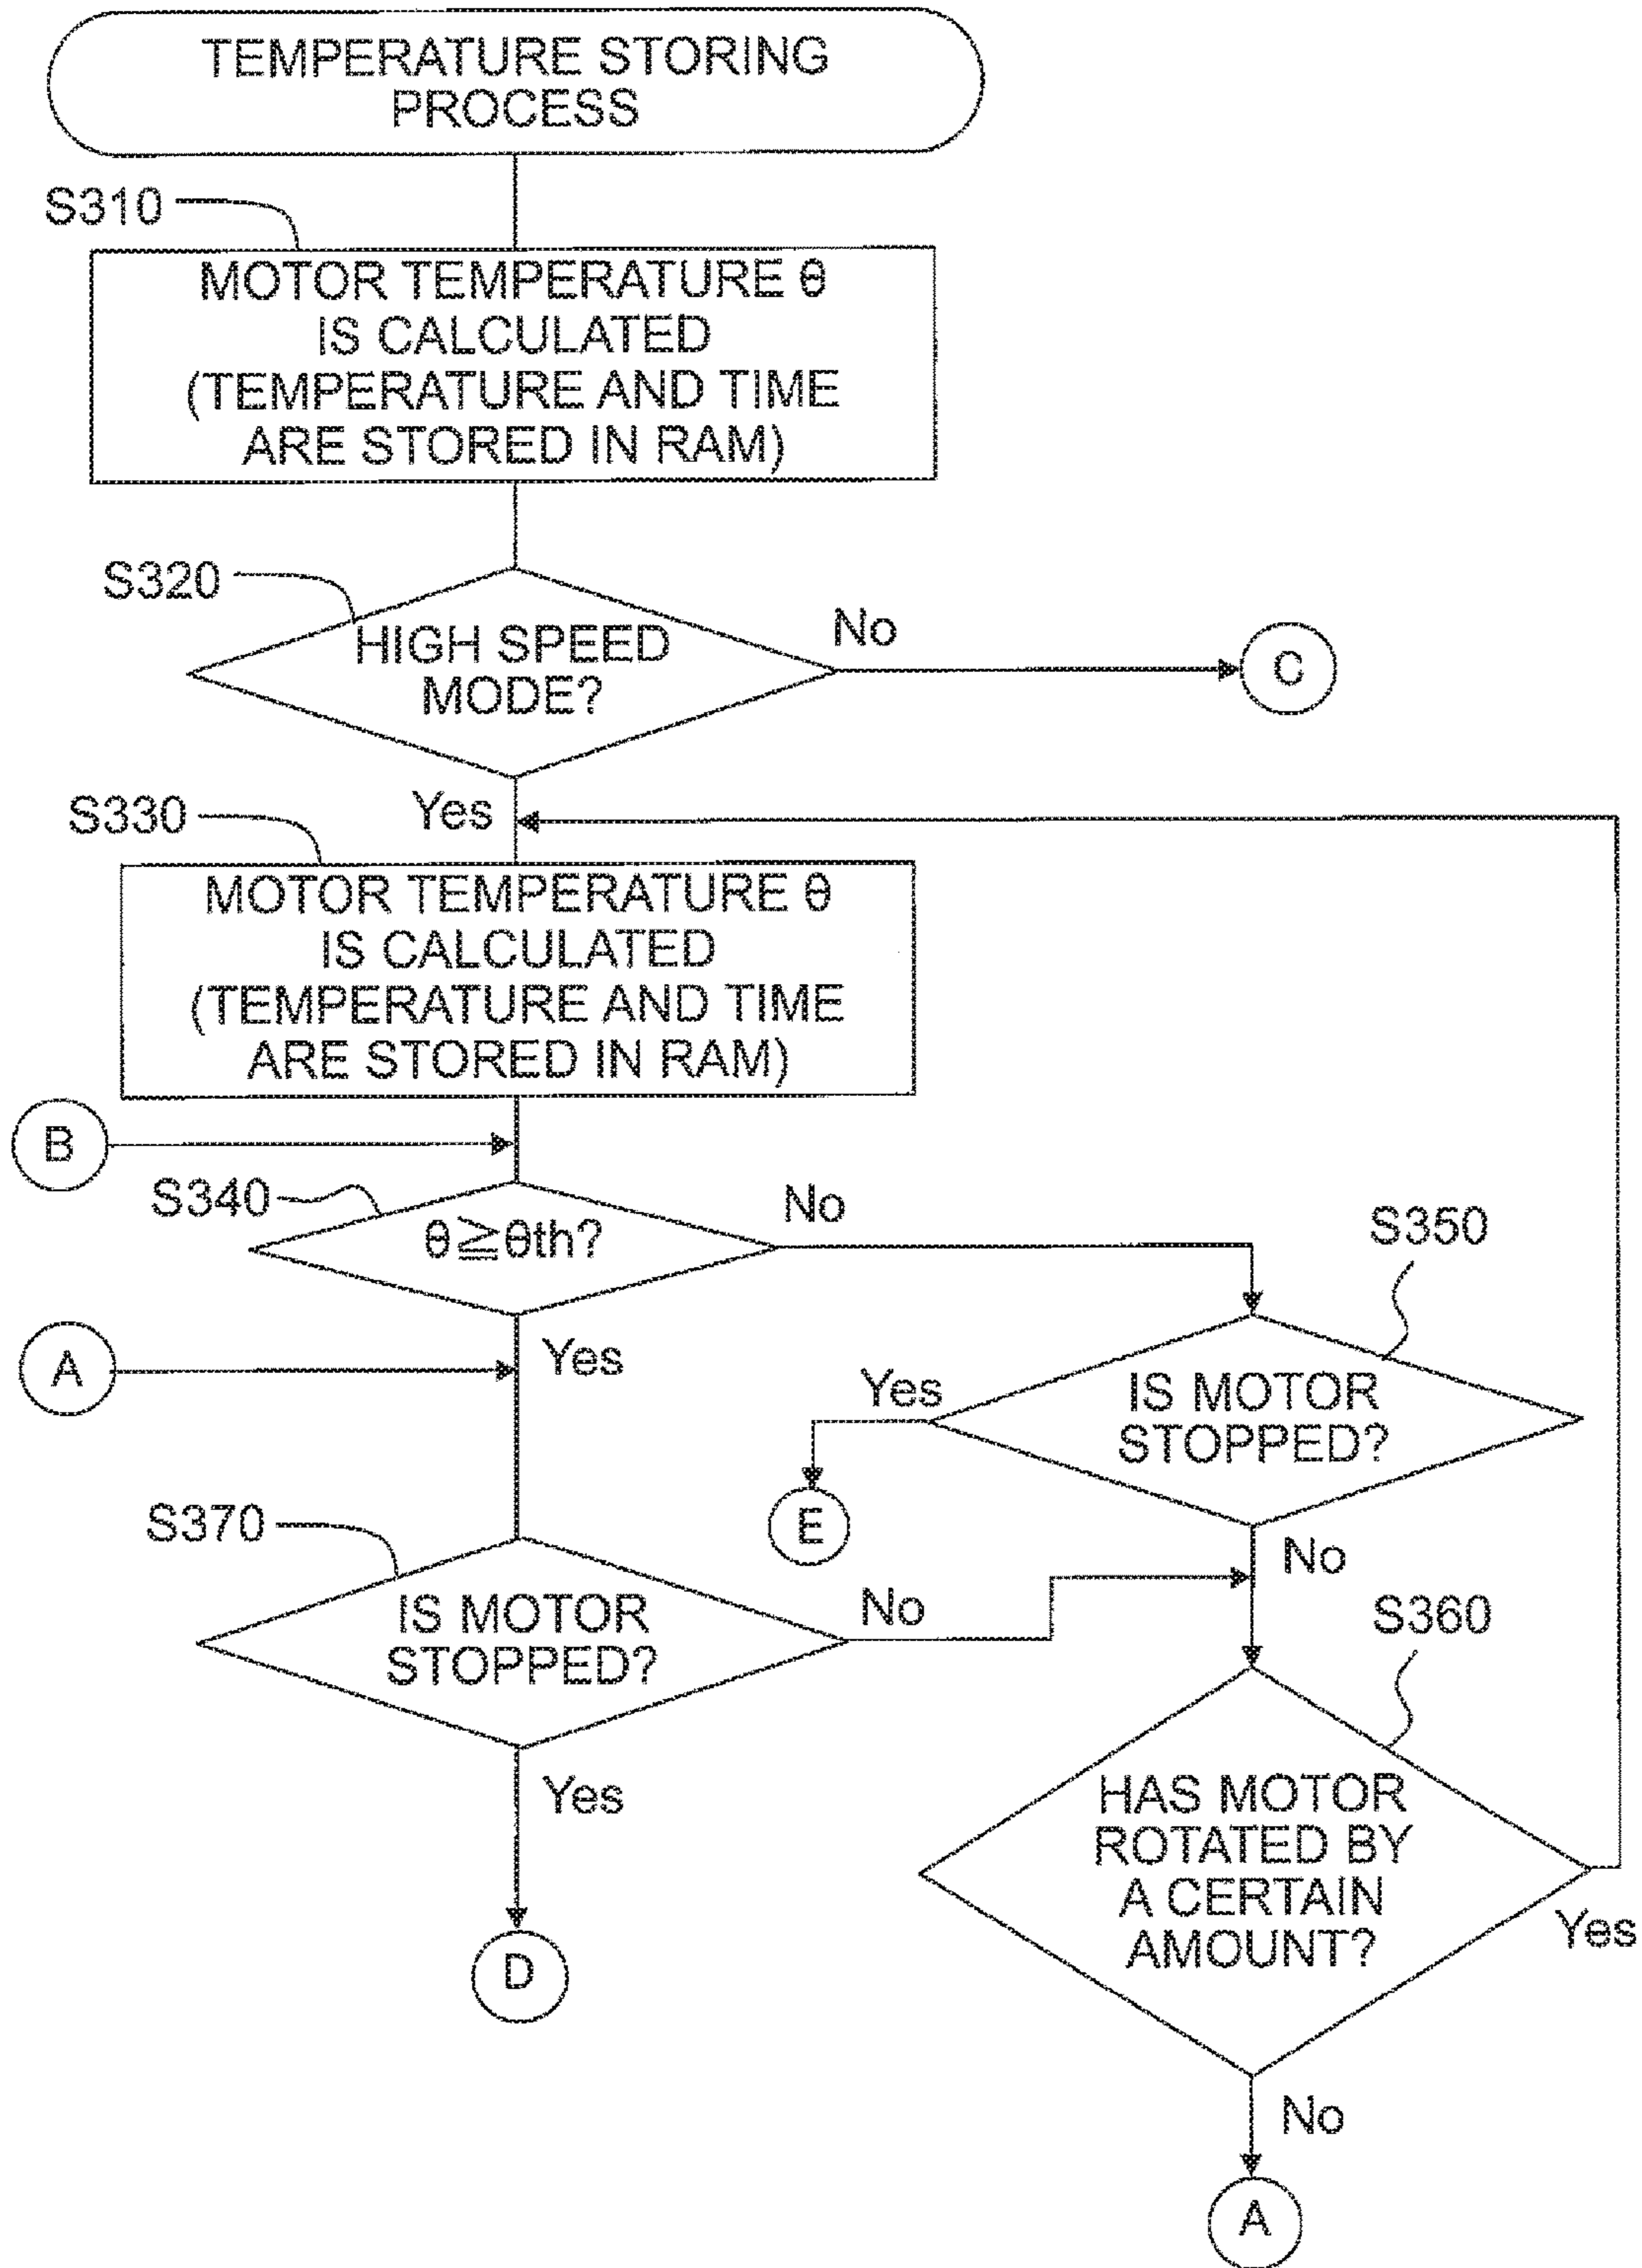 TEMPERATURE STORING
PROCESS
S310
MOTOR TEMPERATURE θ
IS CALCULATED
(TEMPERATURE AND TIME
ARE STORED IN RAM)
S320
HIGH SPEED
MODE?
No
C
Yes
S330
MOTOR TEMPERATURE θ
IS CALCULATED
(TEMPERATURE AND TIME
ARE STORED IN RAM)
B
S340
θ≧θth?
No
S350
A
Yes
IS MOTOR
STOPPED?
Yes
E
No
S370
IS MOTOR
STOPPED?
No
S360
Yes
D
HAS MOTOR
ROTATED BY
A CERTAIN
AMOUNT?
Yes
No
A